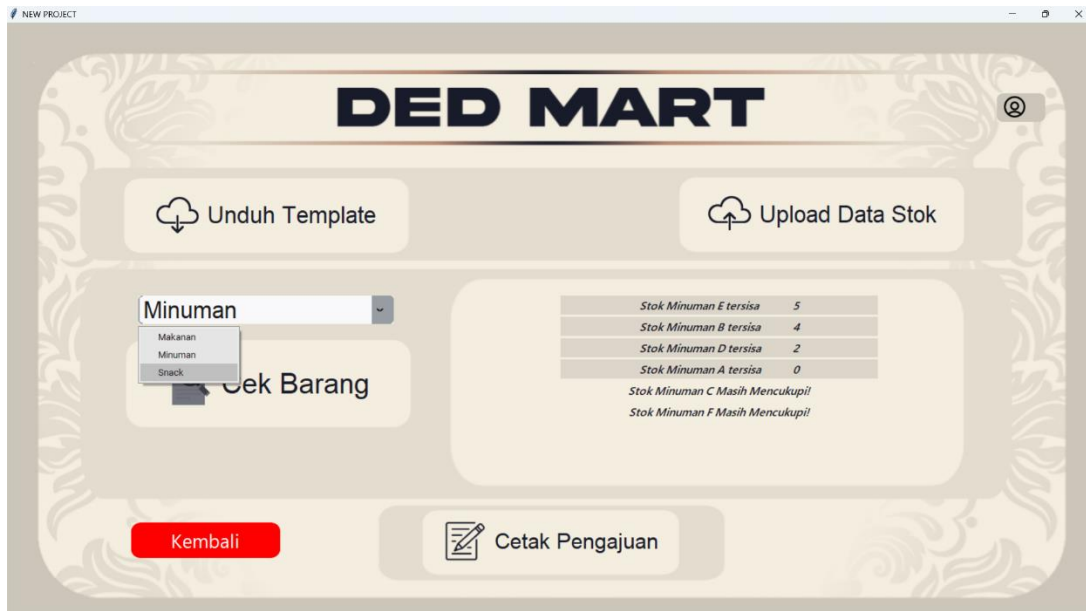 NEW PROJECT
DED MART
Unduh Template
Upload Data Stok
Minuman
Makanan
Minuman
Snack
Cek Barang
Stok Minuman E tersisa 5
Stok Minuman B tersisa 4
Stok Minuman D tersisa 2
Stok Minuman A tersisa 0
Stok Minuman C Masih Mencukupi!
Stok Minuman F Masih Mencukupi!
Kembali
Cetak Pengajuan